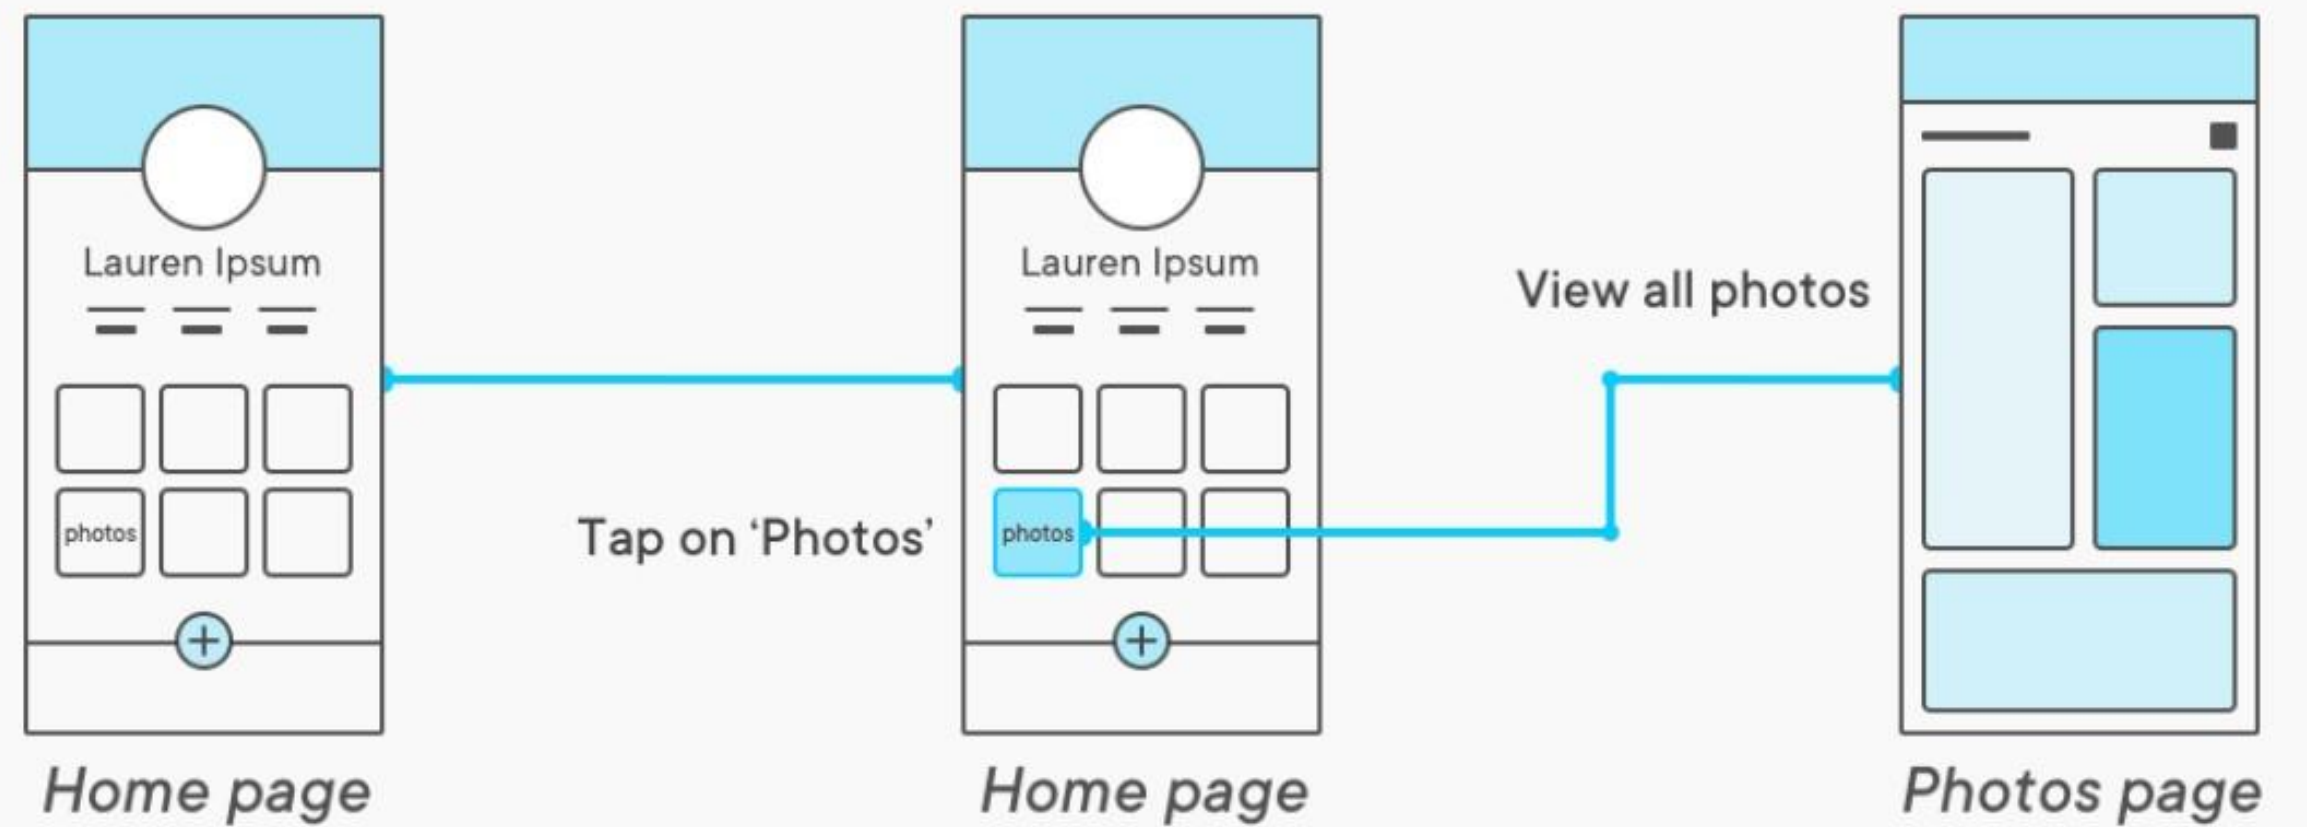 Lauren Ipsum
photos
Home page
Tap on ‘Photos’
Lauren Ipsum
photos
Home page
View all photos
Photos page